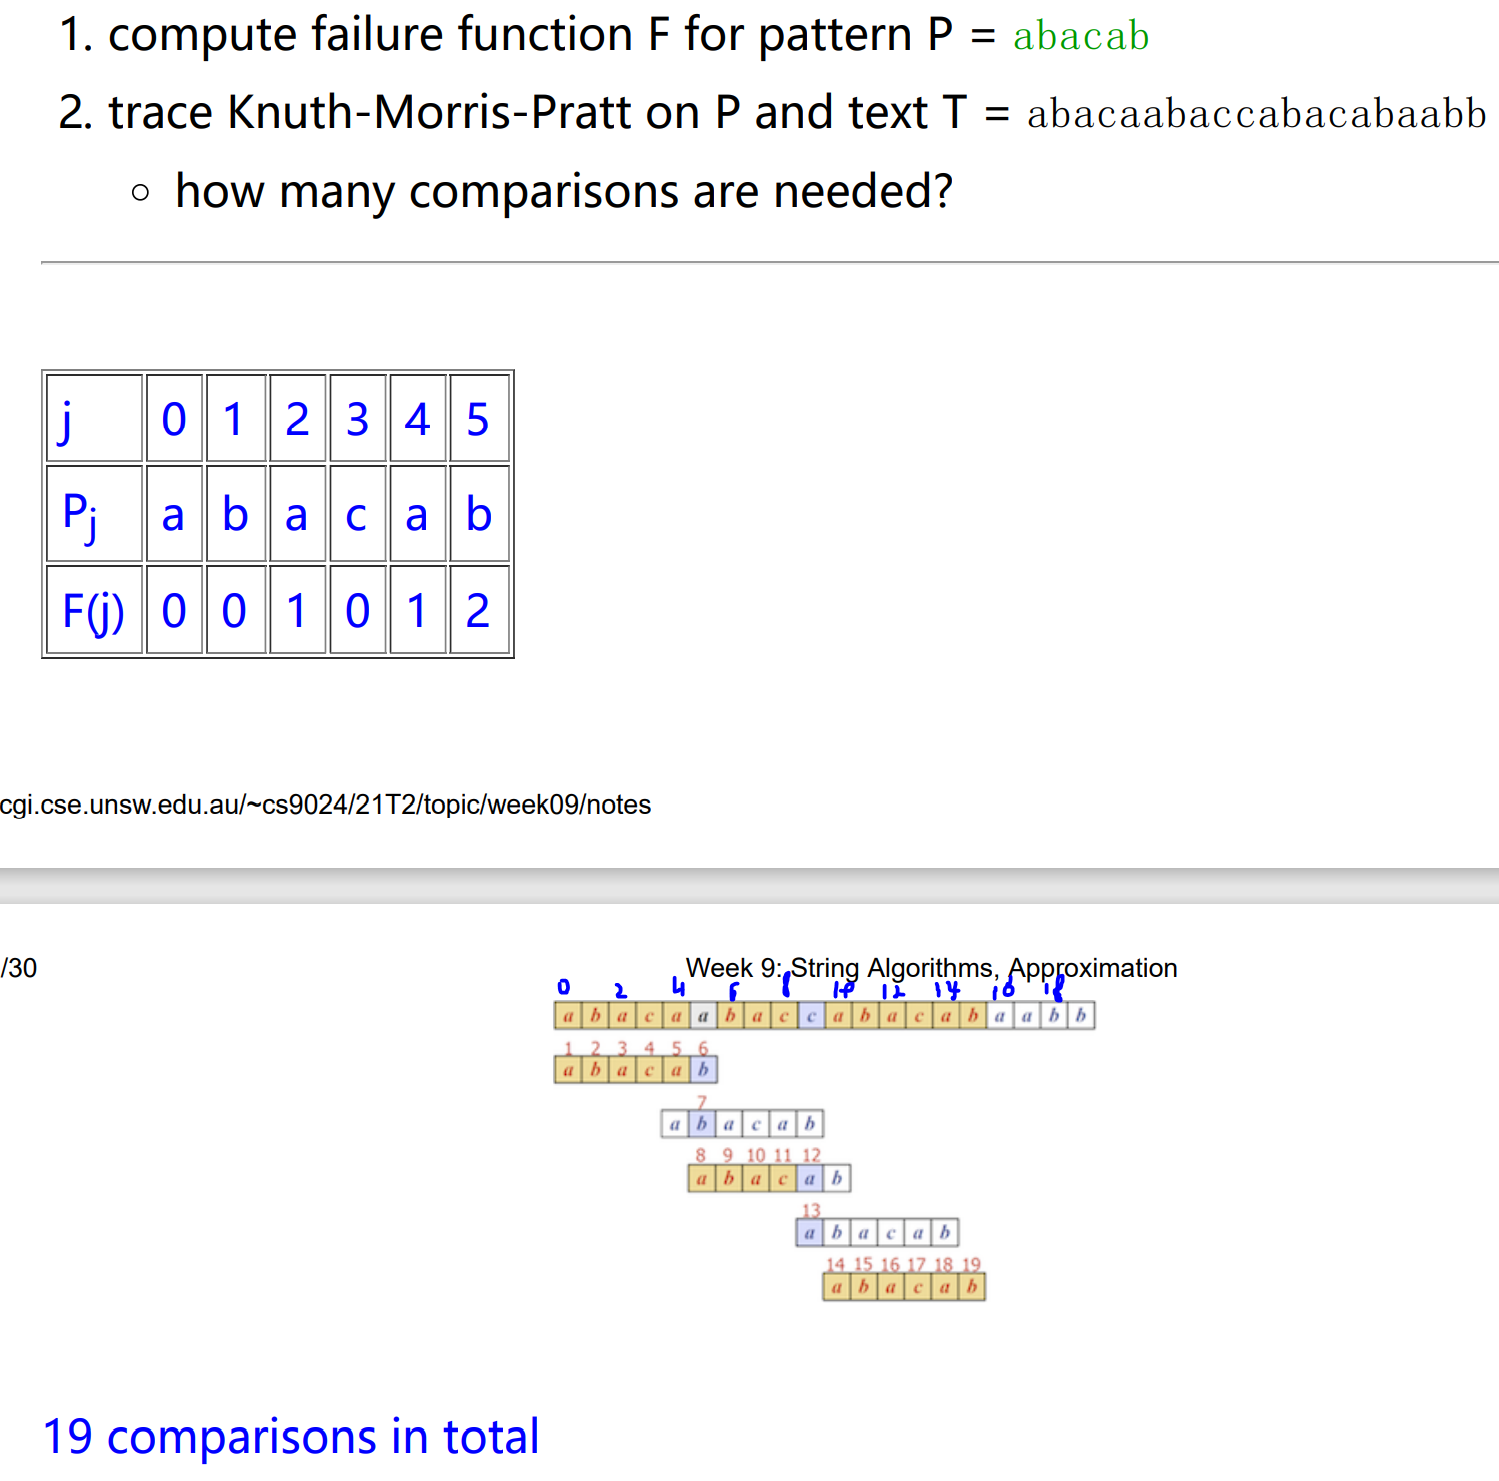 1. compute failure function F for pattern P = abacab
2. trace Knuth-Morris-Pratt on P and text T = abacaabaccabacabaabb
○ how many comparisons are needed?
j 0 1 2 3 4 5
Pj a b a c a b
F(j) 0 0 1 0 1 2
cgi.cse.unsw.edu.au/~cs9024/21T2/topic/week09/notes
/30
Week 9: String Algorithms, Approximation
0 2 4 6 8 10 12 14 16 18
a b a c a a b a c c a b a c a b a a b b
1 2 3 4 5 6
a b a c a b
7
a b a c a b
8 9 10 11 12
a b a c a b
13
a b a c a b
14 15 16 17 18 19
a b a c a b
19 comparisons in total